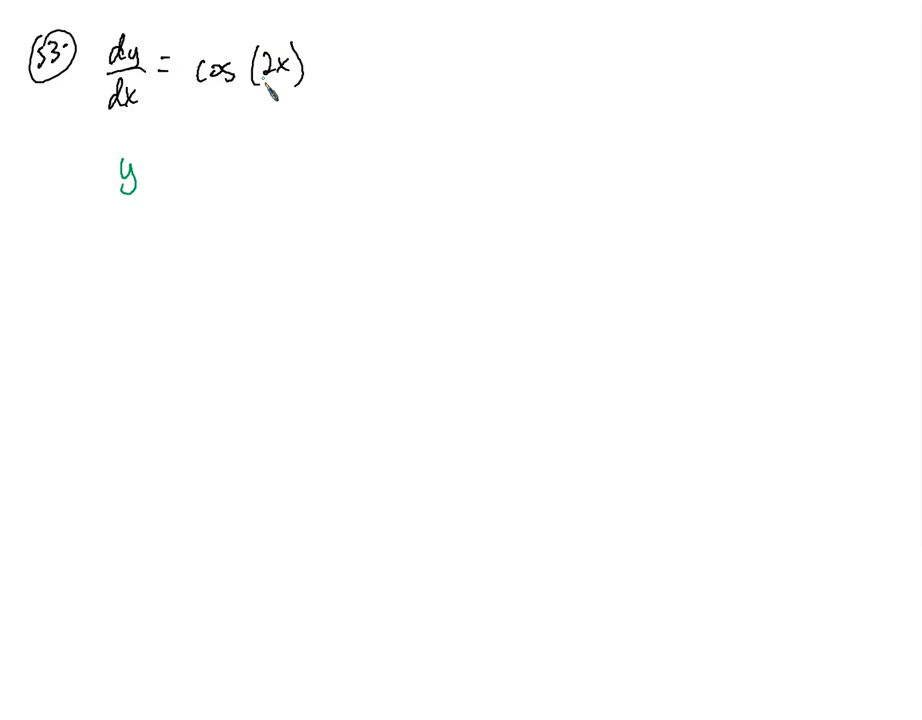 53. dy/dx = cos (2x)
y